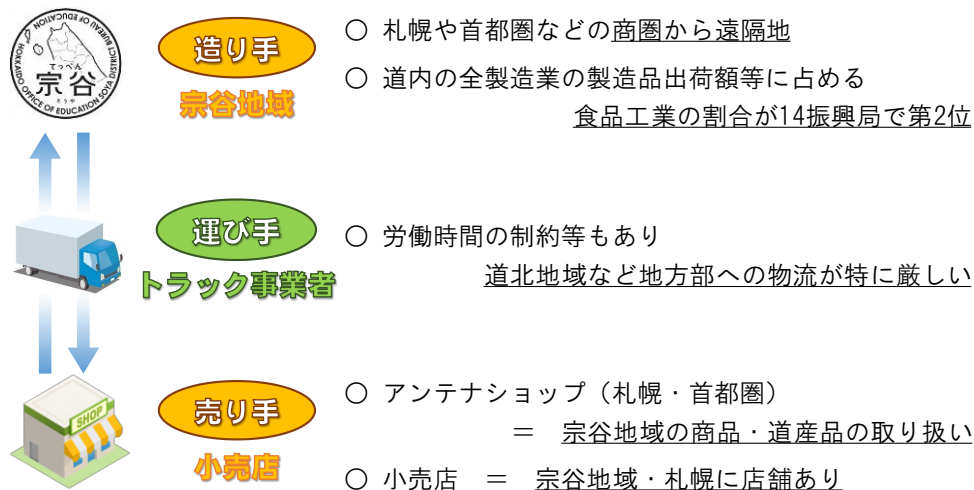 HOKKAIDO OFFICE OF EDUCATION SOYA DISTRICT BUREAU OF EDUCATION
てっぺん
宗谷
そうや
造り手
宗谷地域
○ 札幌や首都圏などの商圏から遠隔地
○ 道内の全製造業の製造品出荷額等に占める
食品工業の割合が14振興局で第2位
運び手
トラック事業者
○ 労働時間の制約等もあり
道北地域など地方部への物流が特に厳しい
SHOP
売り手
小売店
○ アンテナショップ（札幌・首都圏）
＝ 宗谷地域の商品・道産品の取り扱い
○ 小売店 ＝ 宗谷地域・札幌に店舗あり